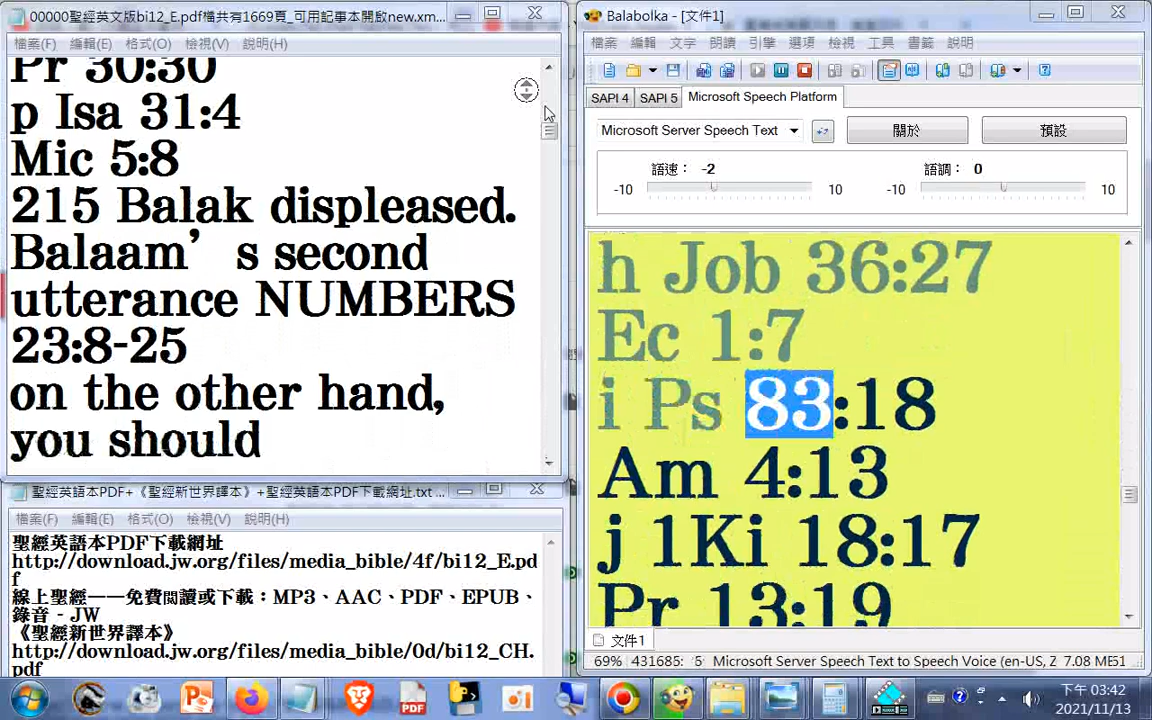 00000聖經英文版bi12_E.pdf檔共有1669頁_可用記事本開啟new.xm...
檔案(F) 編輯(E) 格式(O) 檢視(V) 說明(H)
Pr 30:30
p Isa 31:4
Mic 5:8
215 Balak displeased.
Balaam’s second
utterance NUMBERS
23:8-25
on the other hand,
you should
聖經英語本PDF+《聖經新世界譯本》+聖經英語本PDF下載網址.txt ...
檔案(F) 編輯(E) 格式(O) 檢視(V) 說明(H)
聖經英語本PDF下載網址
http://download.jw.org/files/media_bible/4f/bi12_E.pd
f
線上聖經——免費閱讀或下載：MP3、AAC、PDF、EPUB、
錄音 - JW
《聖經新世界譯本》
http://download.jw.org/files/media_bible/0d/bi12_CH.
pdf
Balabolka - [文件1]
檔案 編輯 文字 朗讀 引擎 選項 檢視 工具 書籤 說明
SAPI 4 SAPI 5 Microsoft Speech Platform
Microsoft Server Speech Text 關於 預設
語速： -2 語調： 0
-10 10 -10 10
h Job 36:27
Ec 1:7
i Ps 83:18
Am 4:13
j 1Ki 18:17
Pr 13:19
文件1
69% 431685: 5 Microsoft Server Speech Text to Speech Voice (en-US, Z 7.08 ME51
PDF
下午 03:42
2021/11/13